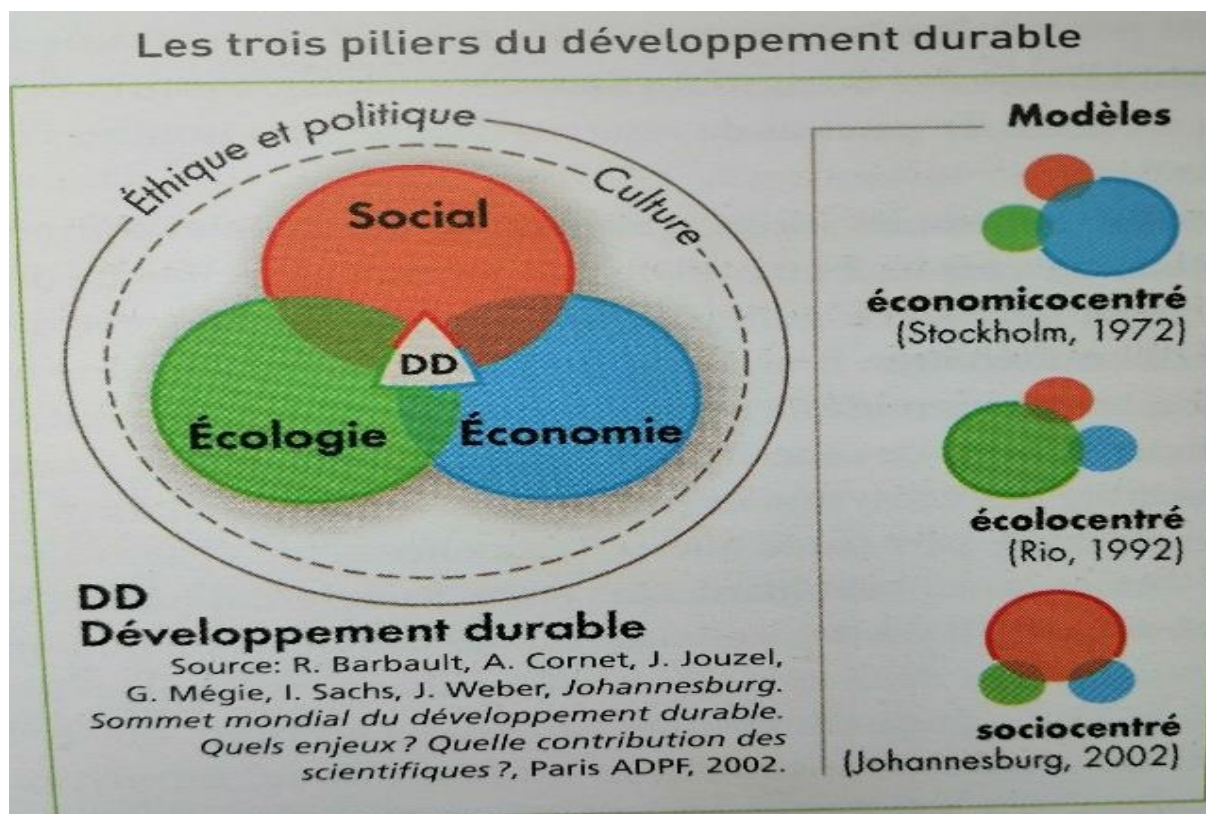 Les trois piliers du développement durable
Éthique et politique
Culture
Social
DD
Écologie
Économie
DD
Développement durable
Source: R. Barbault, A. Cornet, J. Jouzel,
G. Mégie, I. Sachs, J. Weber, Johannesburg.
Sommet mondial du développement durable.
Quels enjeux ? Quelle contribution des
scientifiques ?, Paris ADPF, 2002.
Modèles
économicocentré
(Stockholm, 1972)
écolocentré
(Rio, 1992)
sociocentré
(Johannesburg, 2002)